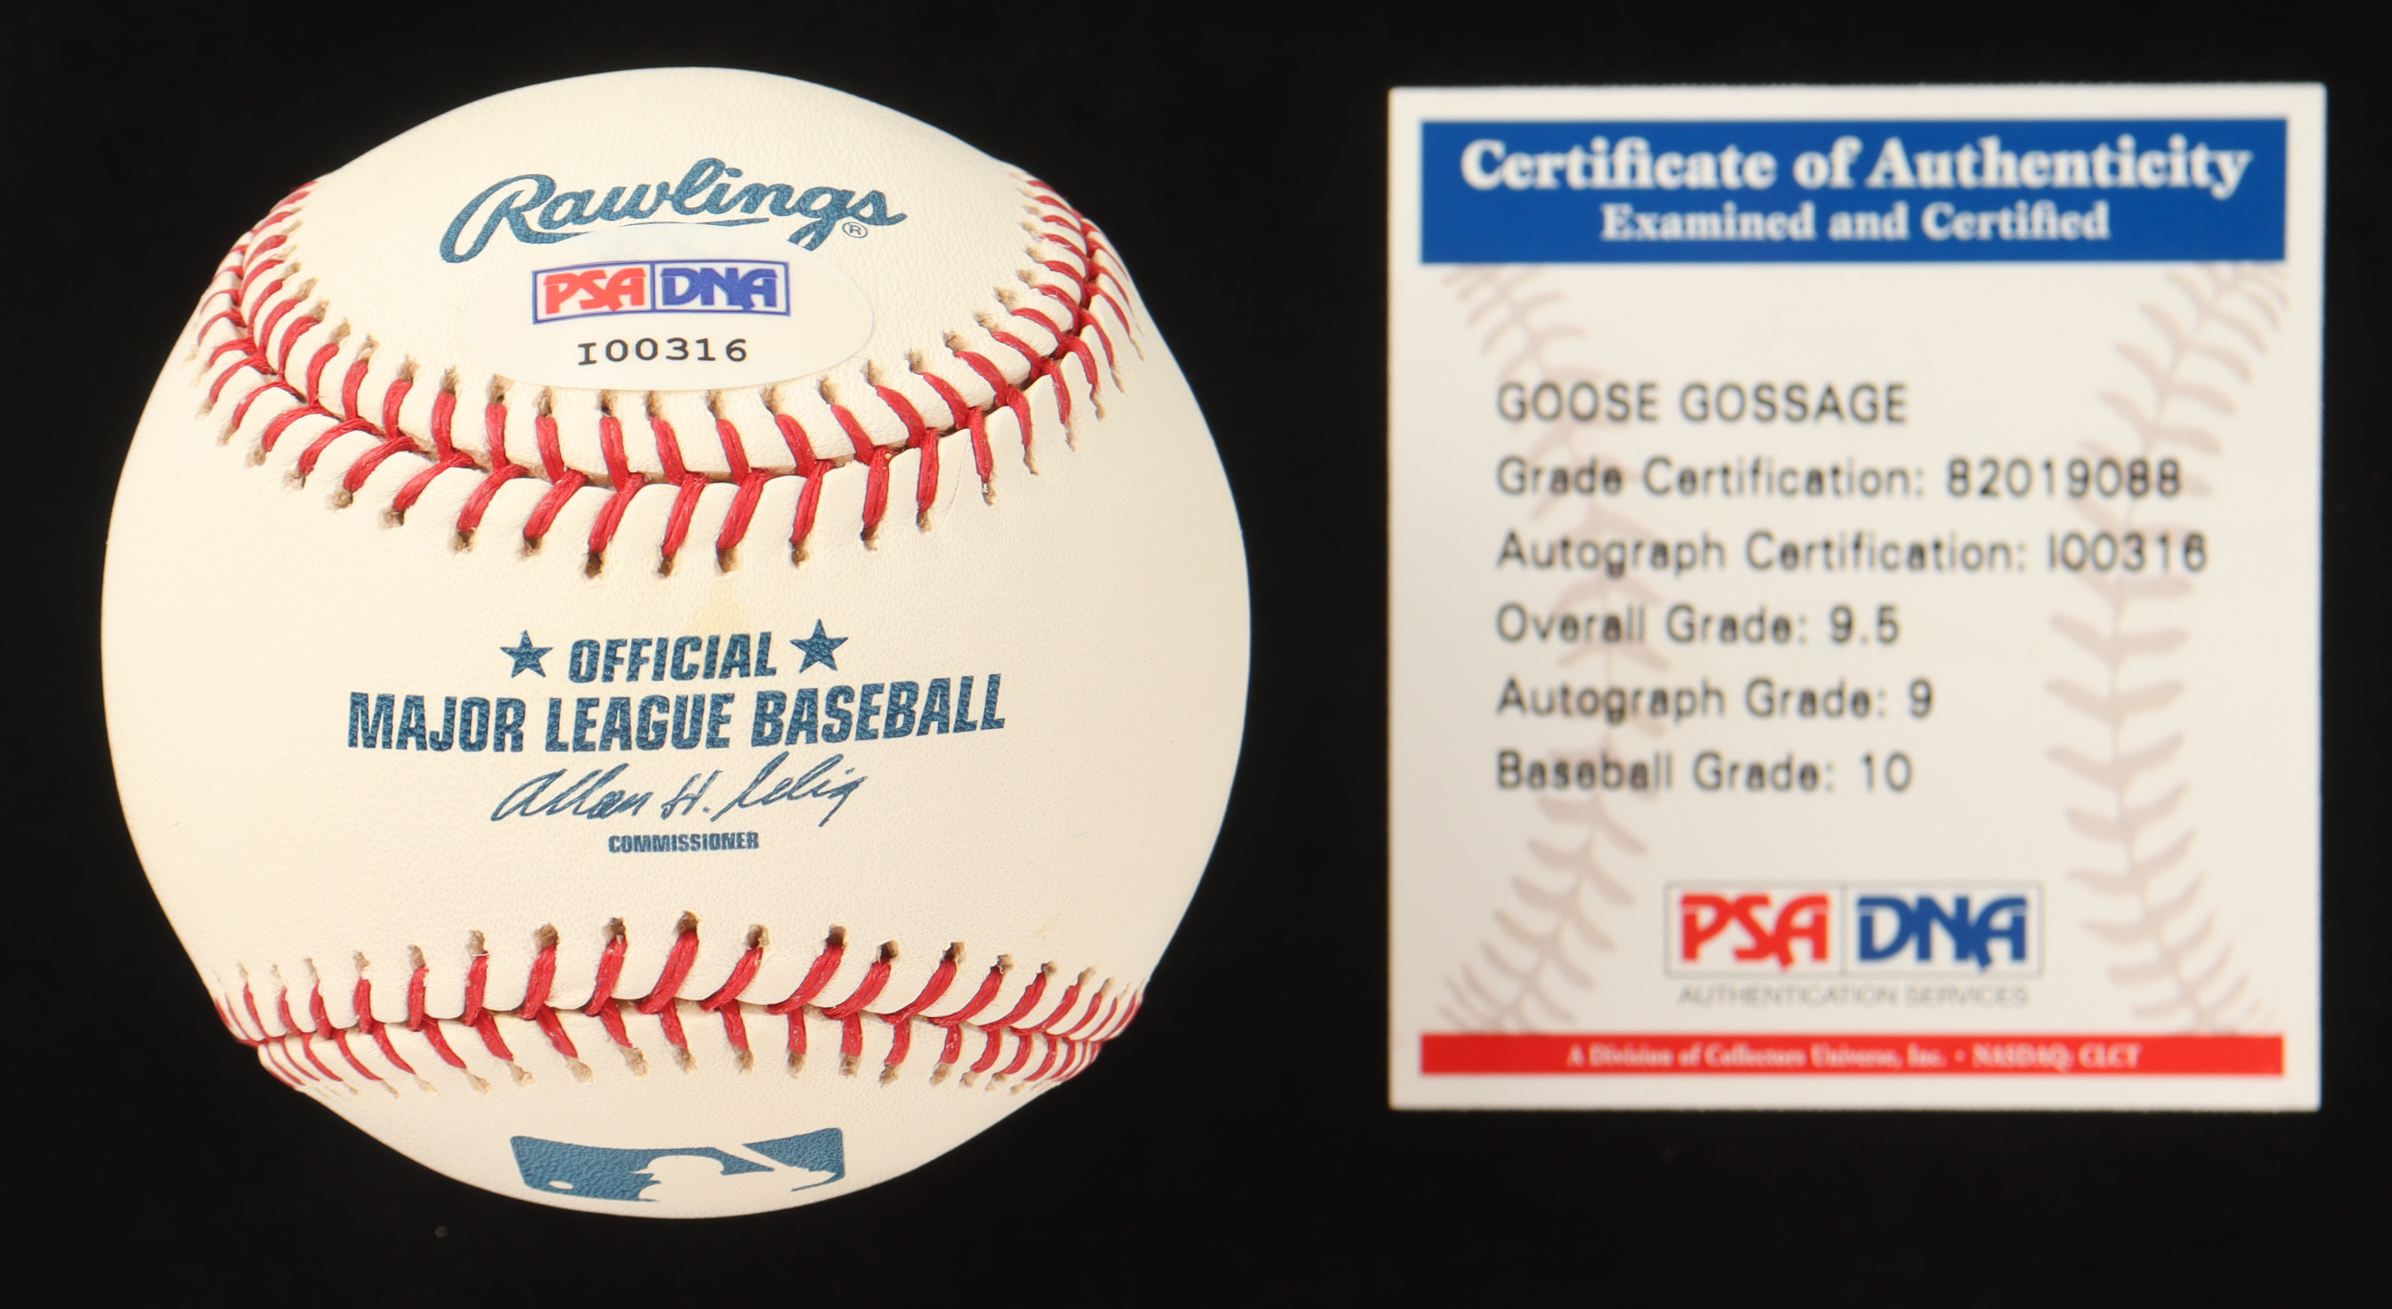 Rawlings®
PSA DNA
I00316
★ OFFICIAL ★
MAJOR LEAGUE BASEBALL
Allan H. Selig
COMMISSIONER
Certificate of Authenticity
Examined and Certified
GOOSE GOSSAGE
Grade Certification: 82019088
Autograph Certification: I00316
Overall Grade: 9.5
Autograph Grade: 9
Baseball Grade: 10
PSA DNA
AUTHENTICATION SERVICES
A Division of Collectors Universe, Inc. • NASDAQ: CLCT